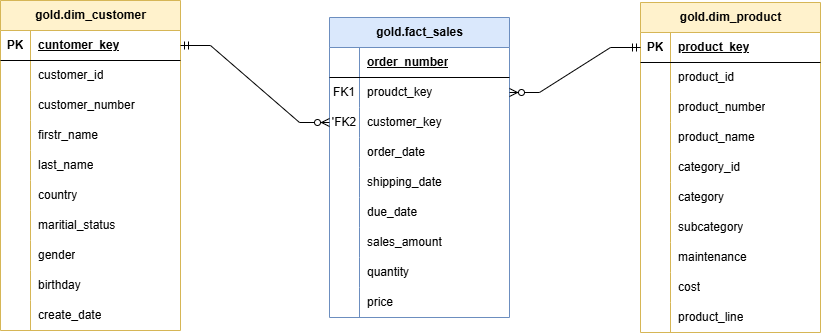 gold.dim_customer
PK cuntomer_key
customer_id
customer_number
firstr_name
last_name
country
maritial_status
gender
birthday
create_date
gold.fact_sales
order_number
FK1 proudct_key
'FK2 customer_key
order_date
shipping_date
due_date
sales_amount
quantity
price
gold.dim_product
PK product_key
product_id
product_number
product_name
category_id
category
subcategory
maintenance
cost
product_line